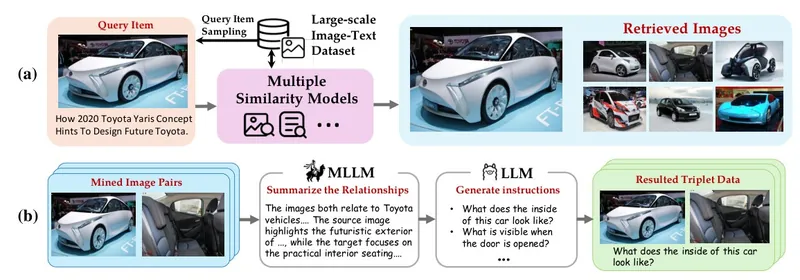 Query Item
Query Item
Sampling
Large-scale
Image-Text
Dataset
Retrieved Images
(a)
FT-
How 2020 Toyota Yaris Concept
Hints To Design Future Toyota.
Multiple
Similarity Models
...
(b)
Mined Image Pairs
MLLM
Summarize the Relationships
The images both relate to Toyota
vehicles.... The source image
highlights the futuristic exterior
of ..., while the target focuses on
the practical interior seating....
LLM
Generate instructions
• What does the inside
of this car look like?
• What is visible when
the door is opened?
...
Resulted Triplet Data
What does the inside of this car
look like?